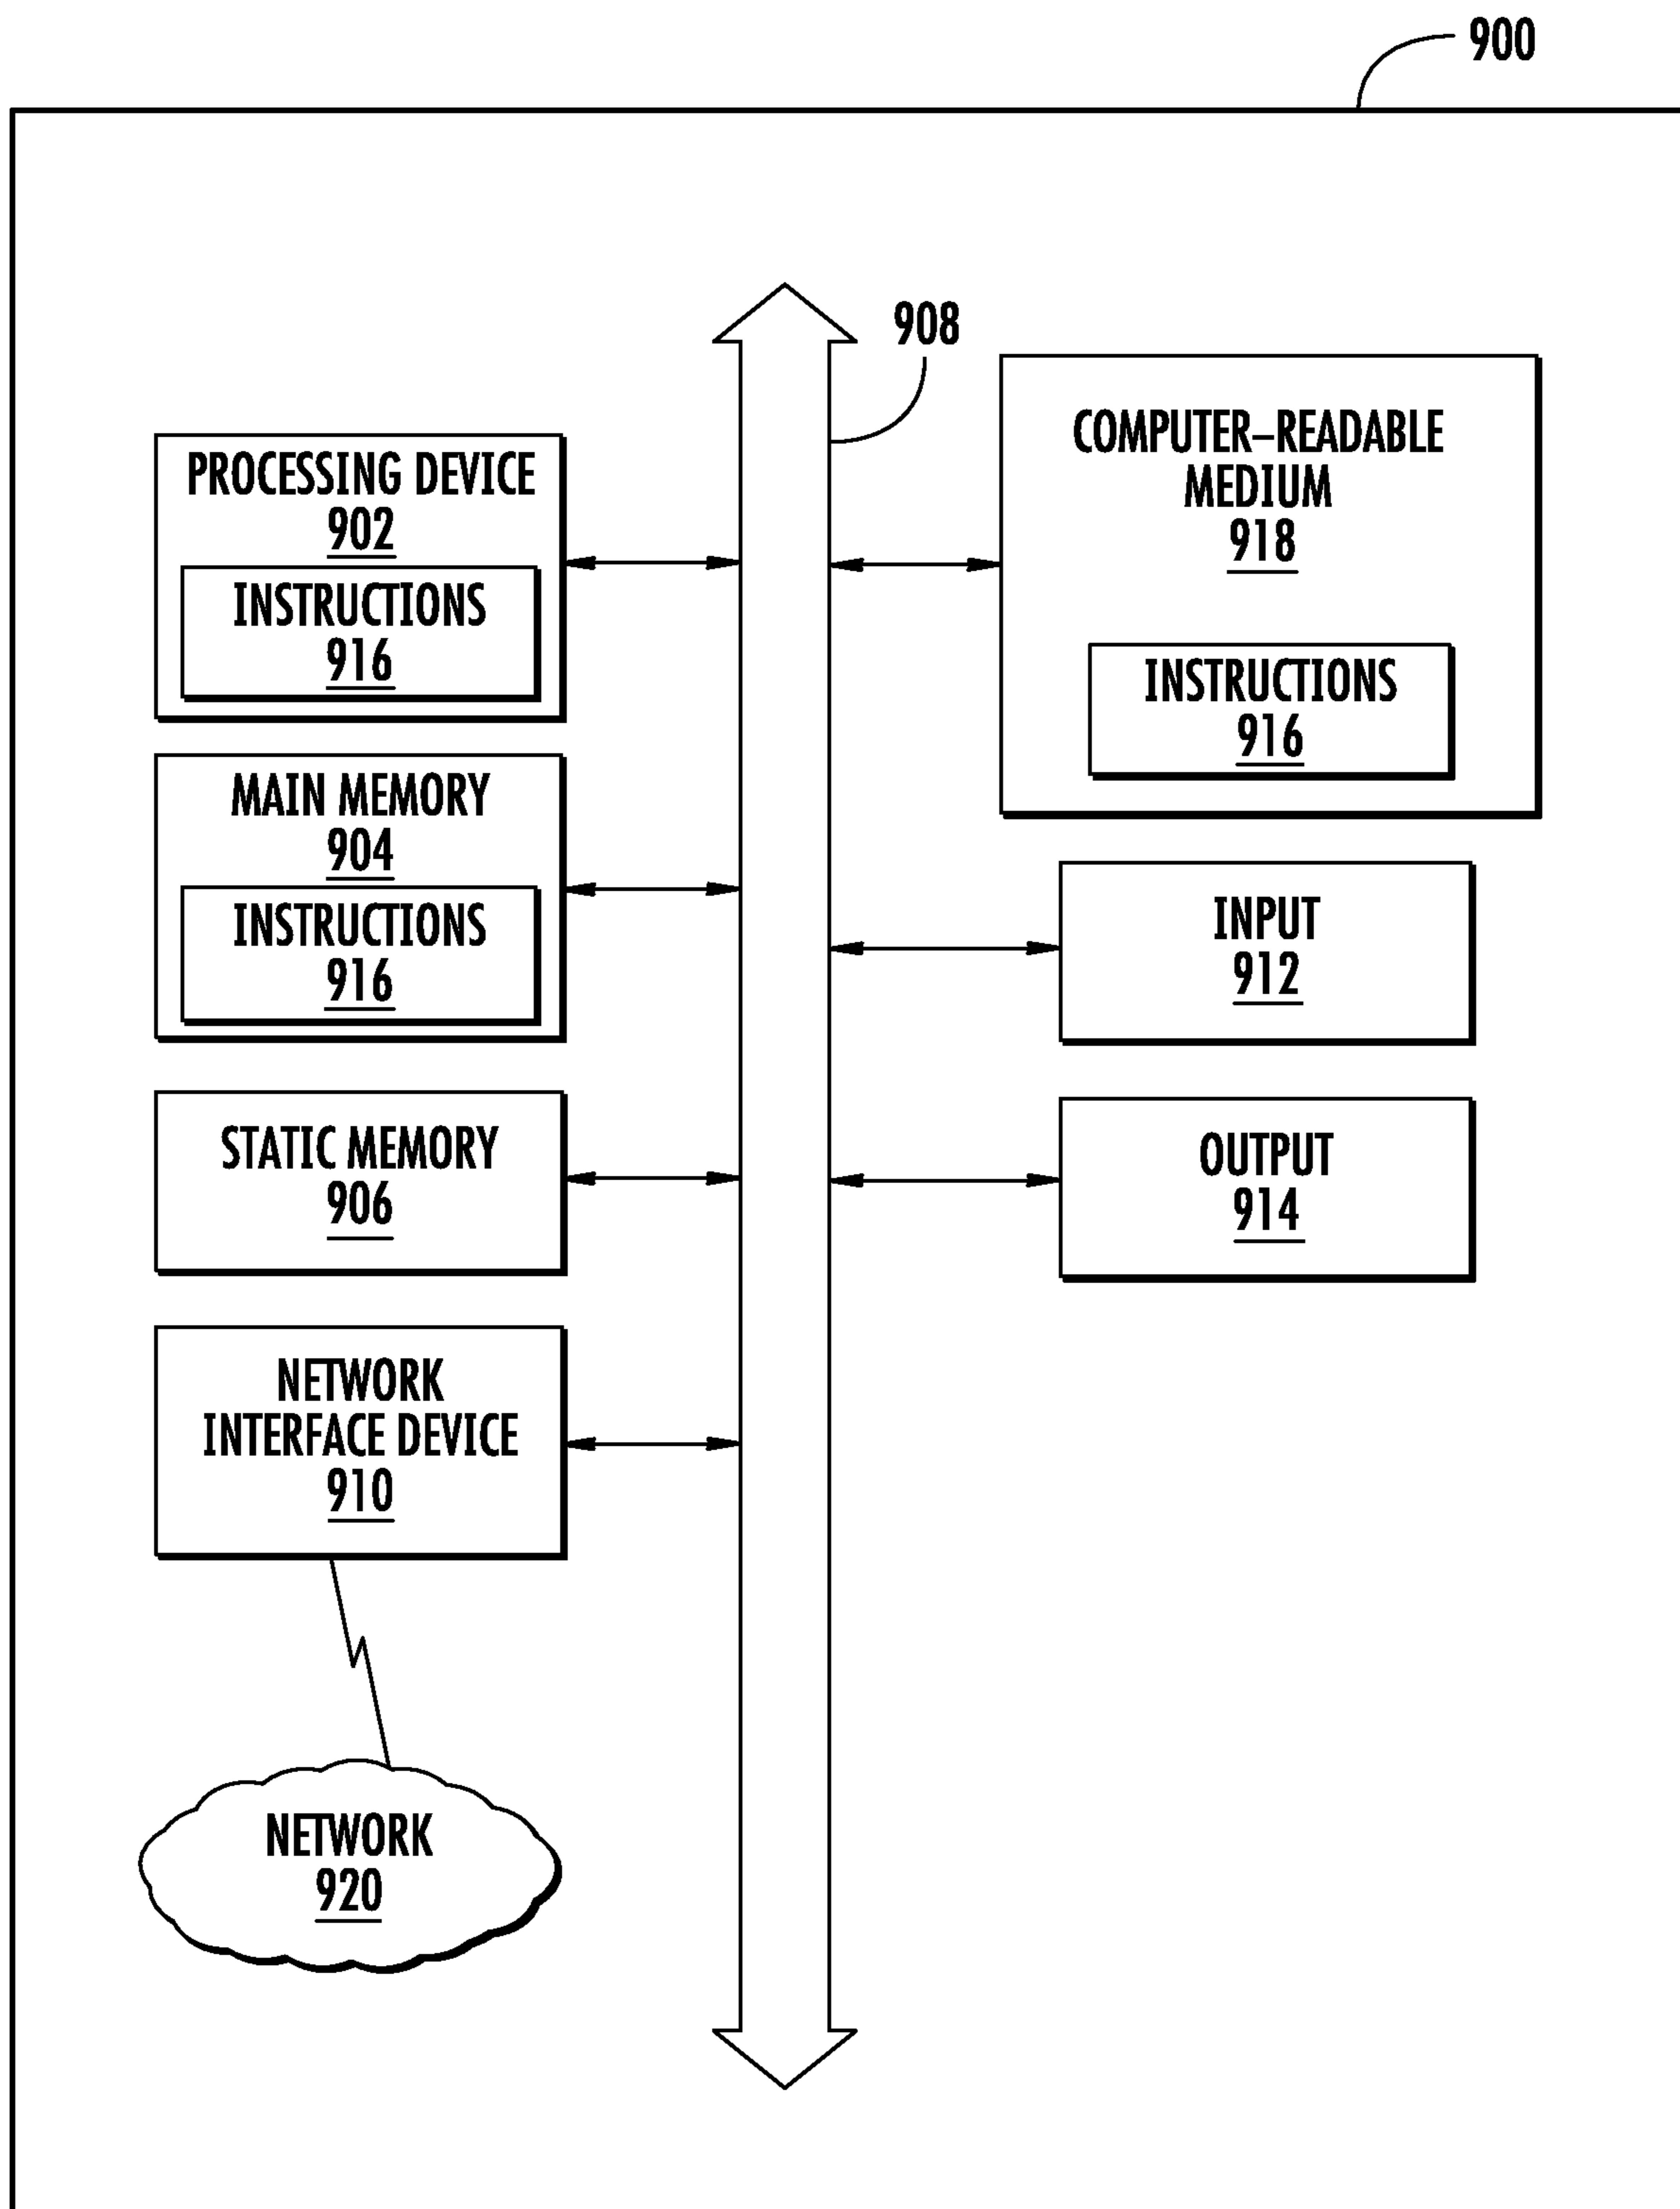 900
908
PROCESSING DEVICE
902
INSTRUCTIONS
916
MAIN MEMORY
904
INSTRUCTIONS
916
STATIC MEMORY
906
NETWORK
INTERFACE DEVICE
910
NETWORK
920
COMPUTER–READABLE
MEDIUM
918
INSTRUCTIONS
916
INPUT
912
OUTPUT
914